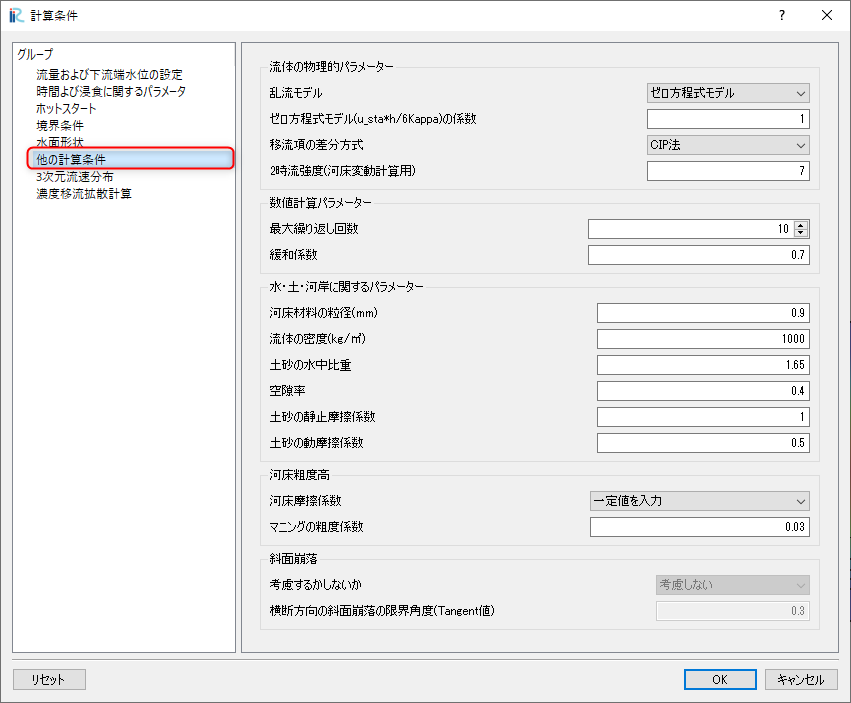 計算条件
?
グループ
流量および下流端水位の設定
時間よび浸食に関するパラメータ
ホットスタート
境界条件
水面形状
他の計算条件
3次元流速分布
濃度移流拡散計算
流体の物理的パラメーター
乱流モデル
ゼロ方程式モデル
ゼロ方程式モデル(u_sta*h/6Kappa)の係数
1
移流項の差分方式
CIP法
2時流強度(河床変動計算用)
7
数値計算パラメーター
最大繰り返し回数
10
緩和係数
0.7
水・土・河岸に関するパラメーター
河床材料の粒径(mm)
0.9
流体の密度(kg/㎥)
1000
土砂の水中比重
1.65
空隙率
0.4
土砂の静止摩擦係数
1
土砂の動摩擦係数
0.5
河床粗度高
河床摩擦係数
一定値を入力
マニングの粗度係数
0.03
斜面崩落
考慮するかしないか
考慮しない
横断方向の斜面崩落の限界角度(Tangent値)
0.3
リセット
OK
キャンセル